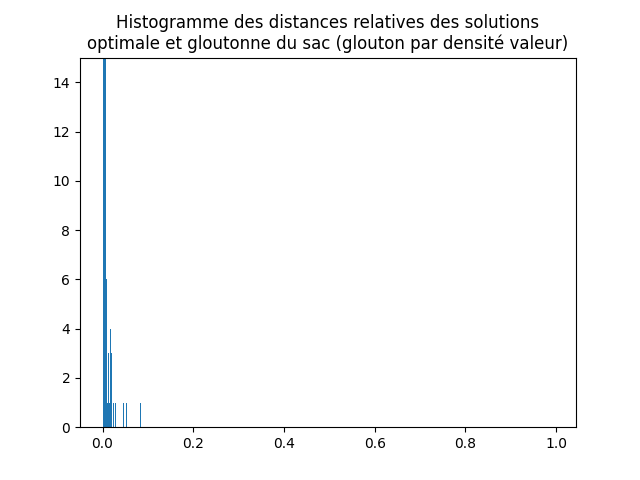 Histogramme des distances relatives des solutions
optimale et gloutonne du sac (glouton par densité valeur)
14
12
10
8
6
4
2
0
0.0 0.2 0.4 0.6 0.8 1.0